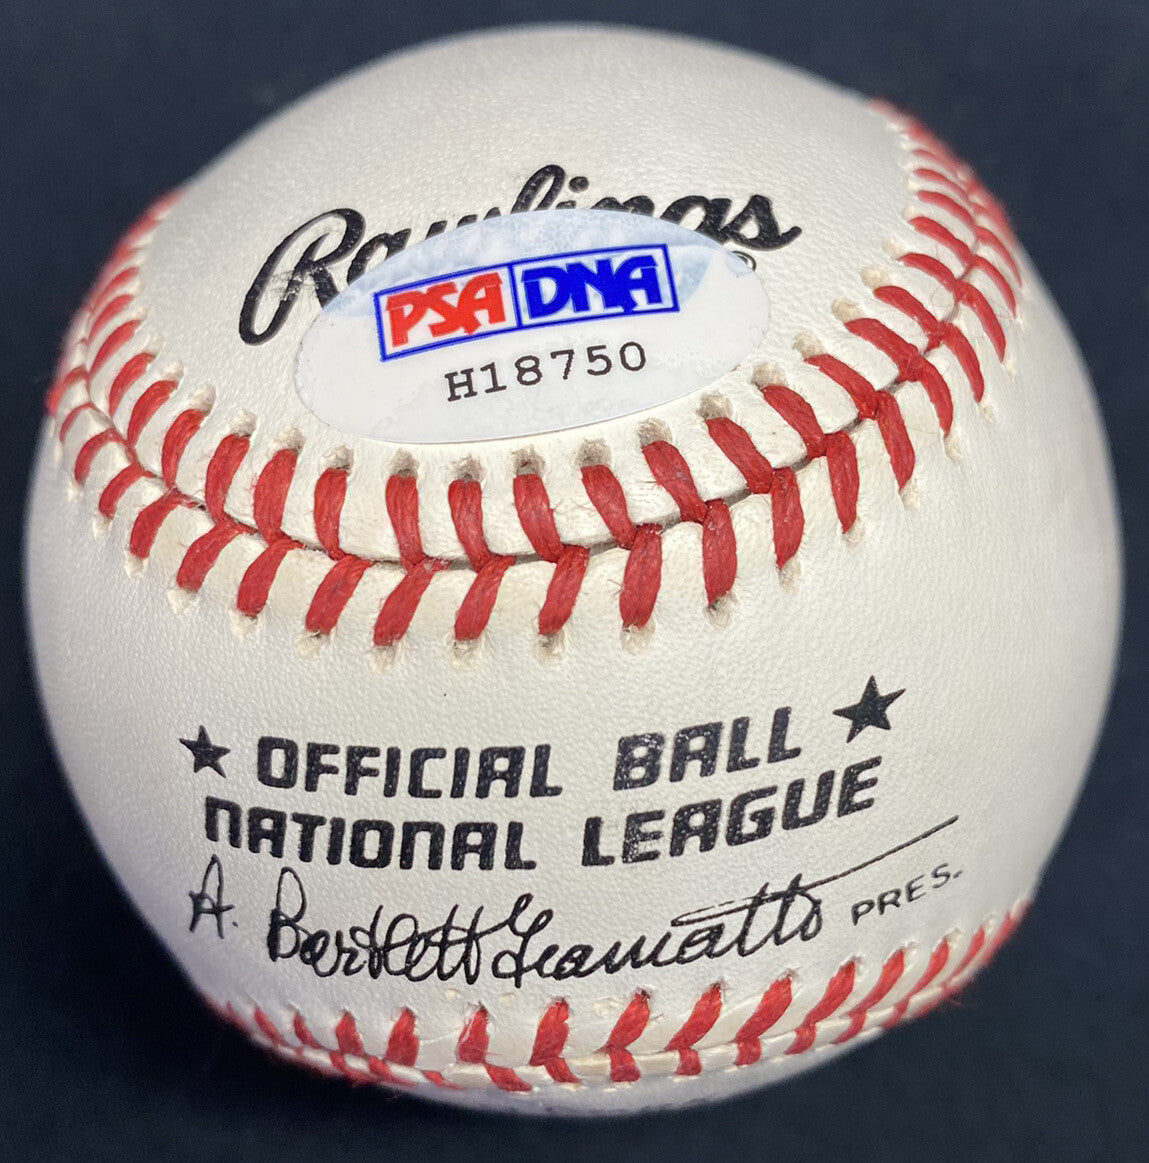 Rawlings
PSA DNA
H18750
★ OFFICIAL BALL ★
NATIONAL LEAGUE
A. Bartlett Giamatti PRES.